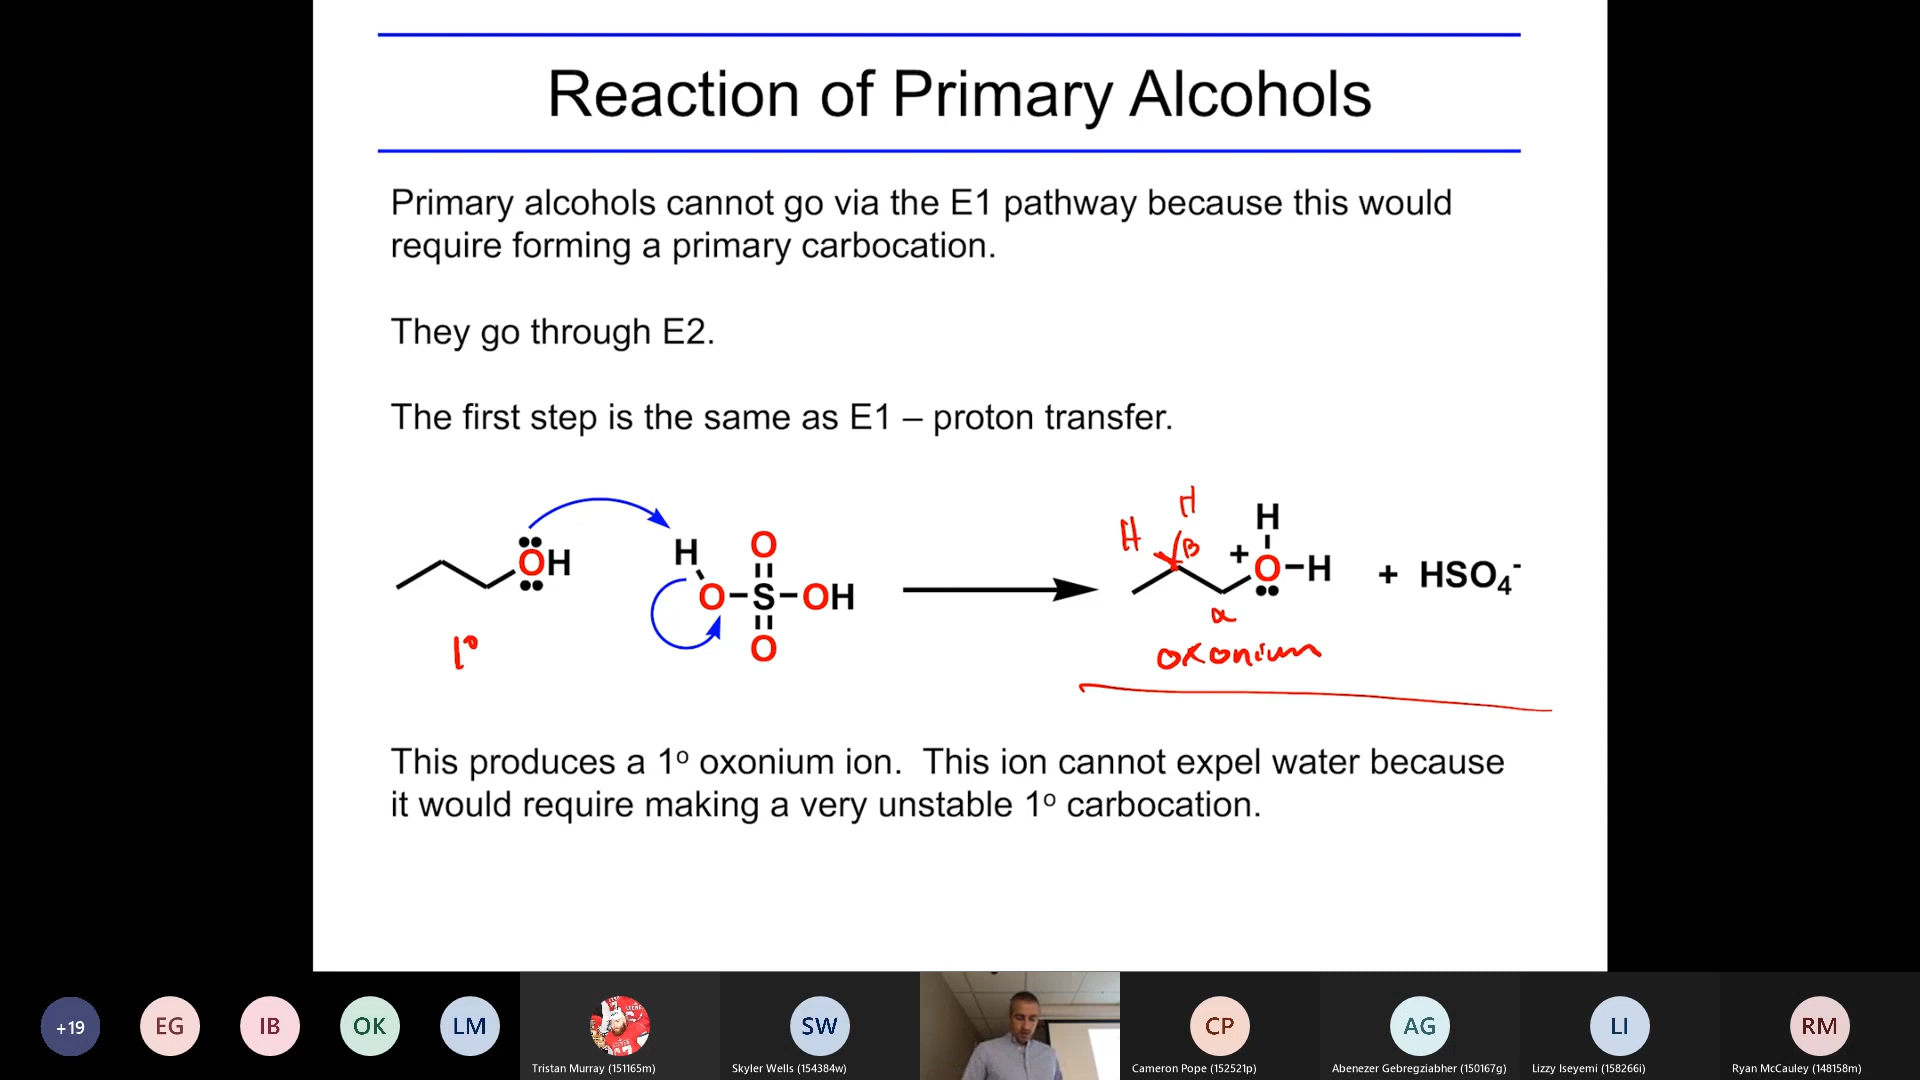 Reaction of Primary Alcohols
Primary alcohols cannot go via the E1 pathway because this would
require forming a primary carbocation.
They go through E2.
The first step is the same as E1 – proton transfer.
OH
H
O
O-S-OH
O
H
H
B
H
+
O-H
+ HSO₄⁻
α
1°
oxonium
This produces a 1º oxonium ion. This ion cannot expel water because
it would require making a very unstable 1º carbocation.
+19
EG
IB
OK
LM
SW
CP
AG
LI
RM
Tristan Murray (151165m)
Skyler Wells (154384w)
Cameron Pope (152521p)
Abenezer Gebregziabher (150167g)
Lizzy Iseyemi (158266i)
Ryan McCauley (148158m)